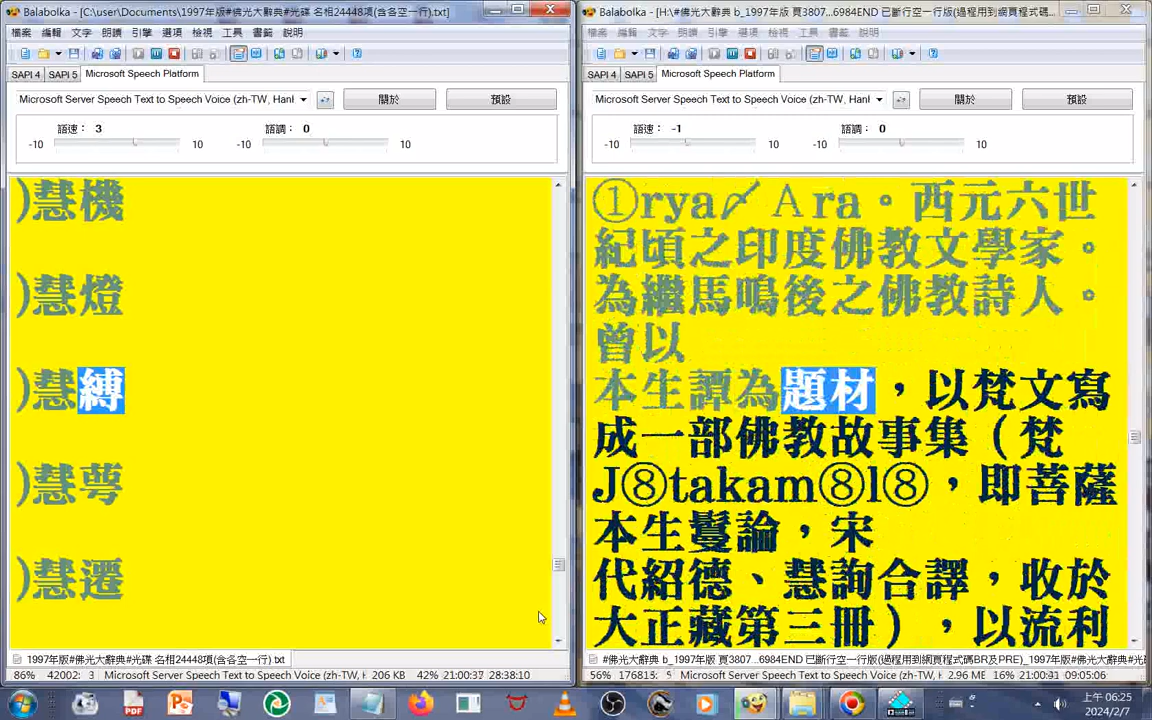 Balabolka - [C:\user\Documents\1997年版#佛光大辭典#光碟 名相24448項(含各空一行).txt]
檔案 編輯 文字 朗讀 引擎 選項 檢視 工具 書籤 說明
SAPI 4 SAPI 5 Microsoft Speech Platform
Microsoft Server Speech Text to Speech Voice (zh-TW, Hanl
關於
預設
語速： 3
語調： 0
-10 10 -10 10
)慧機
)慧燈
)慧縛
)慧萼
)慧遷
1997年版#佛光大辭典#光碟 名相24448項(含各空一行).txt
86% 42002: 3 Microsoft Speech Platform: Microsoft Server Speech Text to Speech Voice (zh-TW, Han 206 KB 42% 21:00:37 28:38:10
Balabolka - [H:\#佛光大辭典 b_1997年版 頁3807...6984END 已斷行空一行版(過程用到網頁程式碼...
檔案 編輯 文字 朗讀 引擎 選項 檢視 工具 書籤 說明
SAPI 4 SAPI 5 Microsoft Speech Platform
Microsoft Server Speech Text to Speech Voice (zh-TW, Hanl
關於
預設
語速： -1
語調： 0
-10 10 -10 10
①rya〆Ａra。西元六世
紀頃之印度佛教文學家。
為繼馬鳴後之佛教詩人。
曾以
本生譚為題材，以梵文寫
成一部佛教故事集（梵
J⑧takam⑧l⑧，即菩薩
本生鬘論，宋
代紹德、慧詢合譯，收於
大正藏第三冊），以流利
#佛光大辭典 b_1997年版 頁3807...6984END 已斷行空一行版(過程用到網頁程式碼BR及PRE)_1997年版#佛光
56% 176815: Microsoft Speech Platform: Microsoft Server Speech Text to Speech Voice (zh-TW, Han 2.96 ME 16% 21:00:31 09:05:06
上午 06:25
2024/2/7